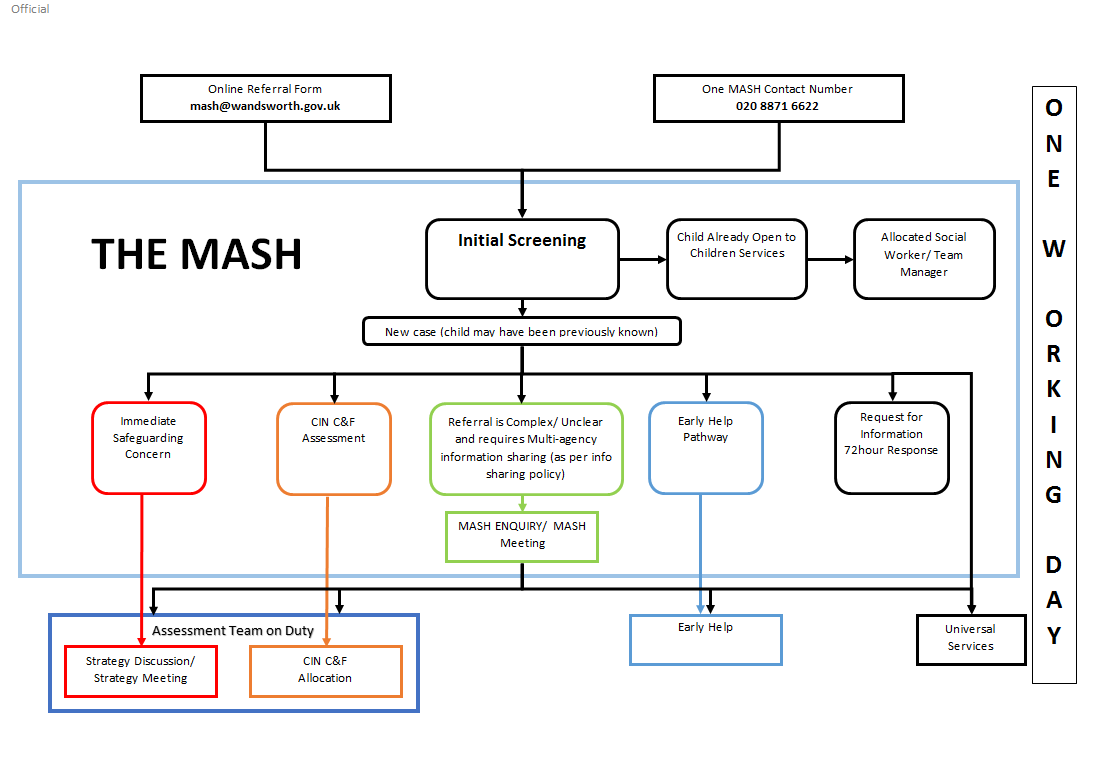 Official
Online Referral Form
mash@wandsworth.gov.uk
One MASH Contact Number
020 8871 6622
THE MASH
Initial Screening
Child Already Open to
Children Services
Allocated Social
Worker/ Team
Manager
New case (child may have been previously known)
Immediate
Safeguarding
Concern
CIN C&F
Assessment
Referral is Complex/ Unclear
and requires Multi-agency
information sharing (as per info
sharing policy)
Early Help
Pathway
Request for
Information
72hour Response
MASH ENQUIRY/ MASH
Meeting
Assessment Team on Duty
Strategy Discussion/
Strategy Meeting
CIN C&F
Allocation
Early Help
Universal
Services
ONE WORKING DAY